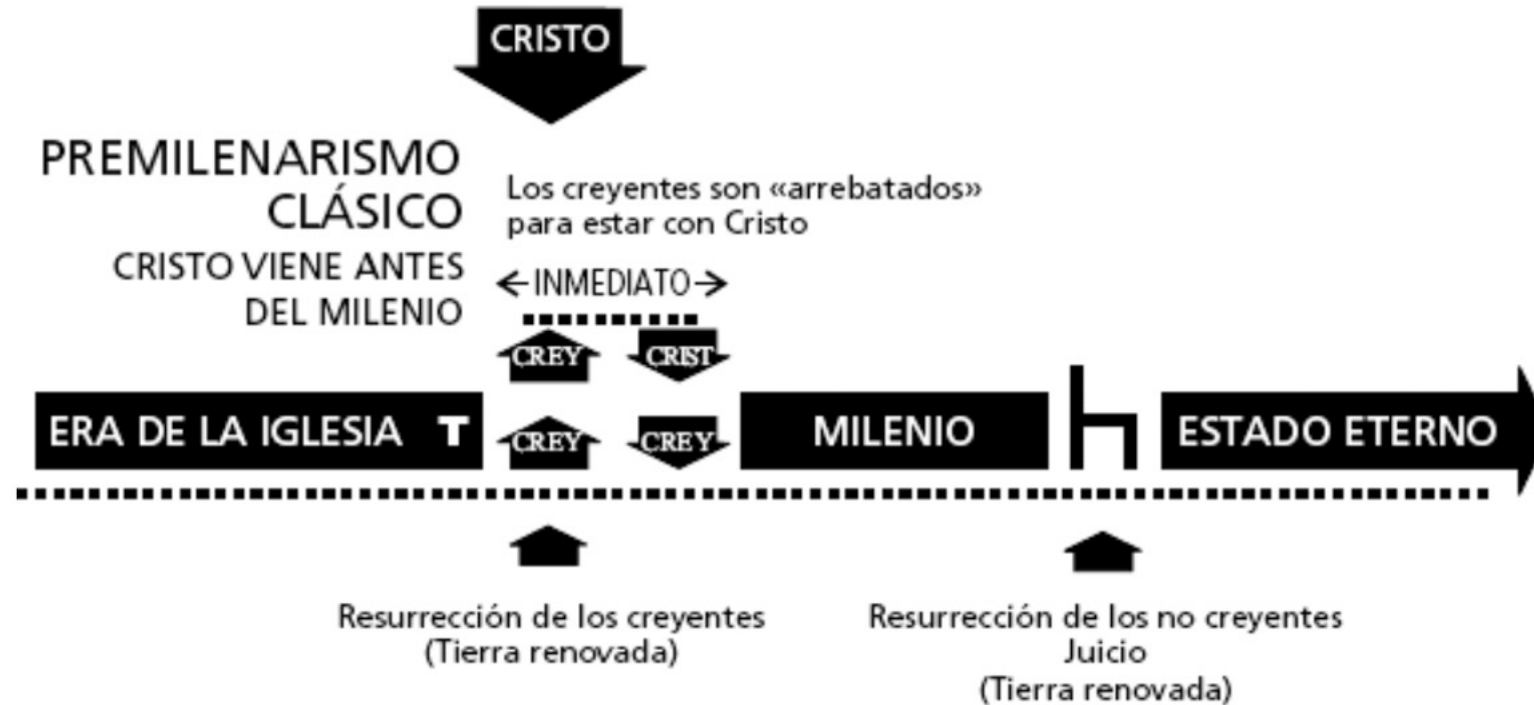 CRISTO
PREMILENARISMO
CLÁSICO
CRISTO VIENE ANTES
DEL MILENIO
Los creyentes son «arrebatados»
para estar con Cristo
INMEDIATO
CREY
CRIST
ERA DE LA IGLESIA T
CREY
CREY
MILENIO
ESTADO ETERNO
Resurrección de los creyentes
(Tierra renovada)
Resurrección de los no creyentes
Juicio
(Tierra renovada)